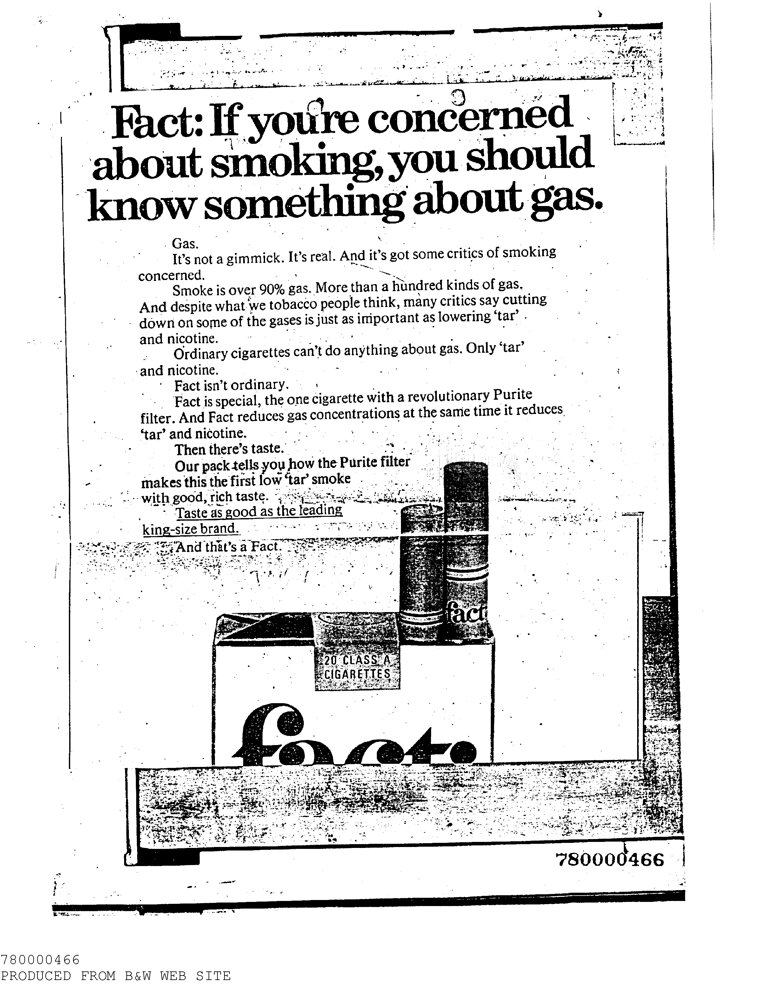 Fact: If you're concerned
about smoking, you should
know something about gas.
Gas.
It's not a gimmick. It's real. And it's got some critics of smoking
concerned.
Smoke is over 90% gas. More than a hundred kinds of gas.
And despite what we tobacco people think, many critics say cutting
down on some of the gases is just as important as lowering 'tar'
and nicotine.
Ordinary cigarettes can't do anything about gas. Only 'tar'
and nicotine.
Fact isn't ordinary.
Fact is special, the one cigarette with a revolutionary Purite
filter. And Fact reduces gas concentrations at the same time it reduces
'tar' and nicotine.
Then there's taste.
Our pack tells you how the Purite filter
makes this the first low 'tar' smoke
with good, rich taste.
Taste as good as the leading
king-size brand.
And that's a Fact.
fact
20 CLASS A
CIGARETTES
fact:
780000466
780000466
PRODUCED FROM B&W WEB SITE